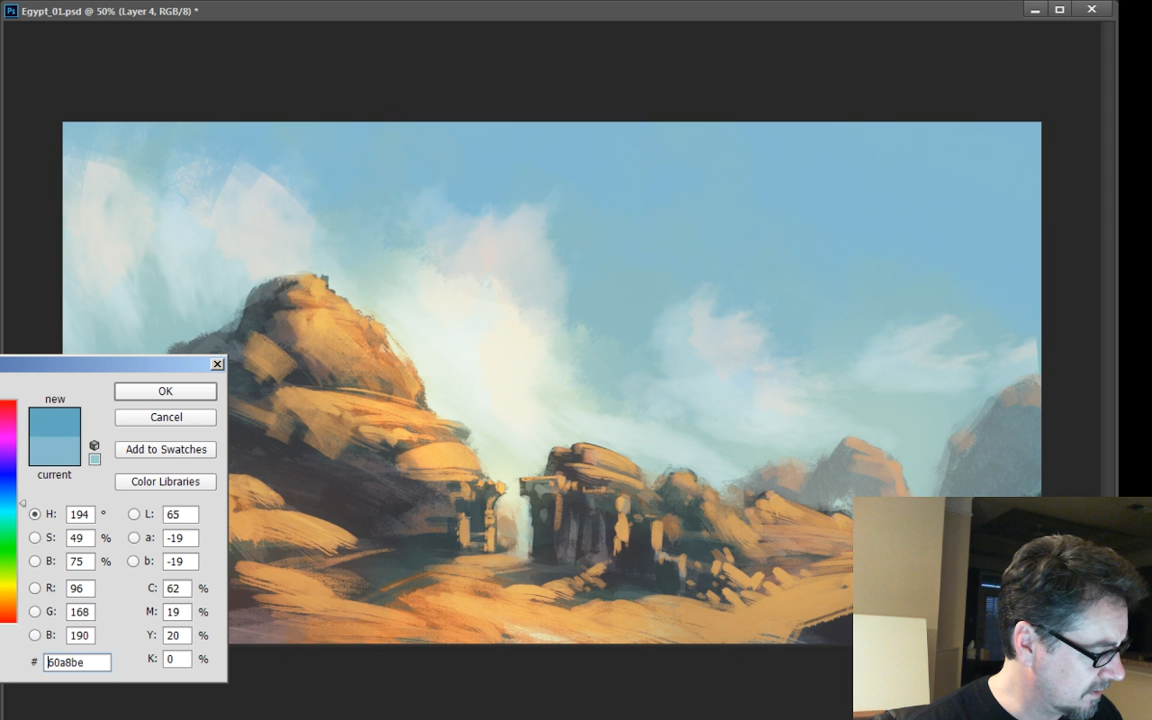 Ps Egypt_01.psd @ 50% (Layer 4, RGB/8) *
new
current
OK
Cancel
Add to Swatches
Color Libraries
H: 194 ° L: 65
S: 49 % a: -19
B: 75 % b: -19
R: 96 C: 62 %
G: 168 M: 19 %
B: 190 Y: 20 %
# 60a8be K: 0 %